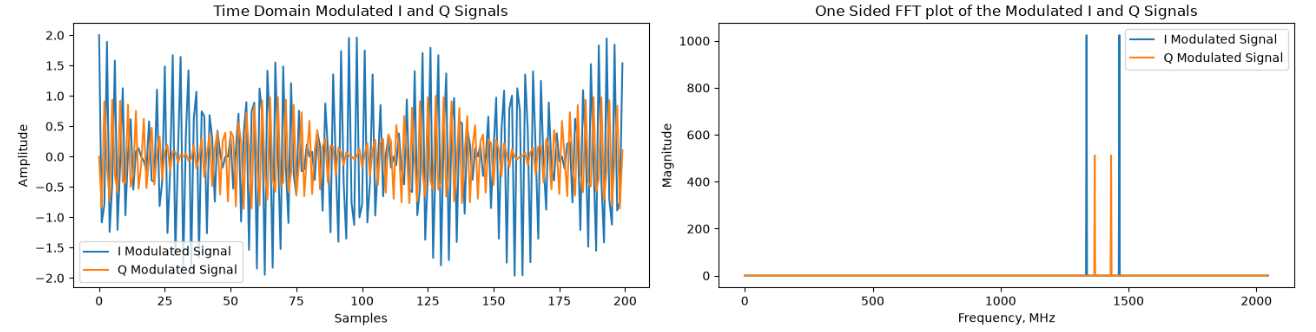 Time Domain Modulated I and Q Signals
Amplitude
2.0
1.5
1.0
0.5
0.0
−0.5
−1.0
−1.5
−2.0
I Modulated Signal
Q Modulated Signal
0 25 50 75 100 125 150 175 200
Samples
One Sided FFT plot of the Modulated I and Q Signals
Magnitude
1000
800
600
400
200
0
I Modulated Signal
Q Modulated Signal
0 500 1000 1500 2000
Frequency, MHz